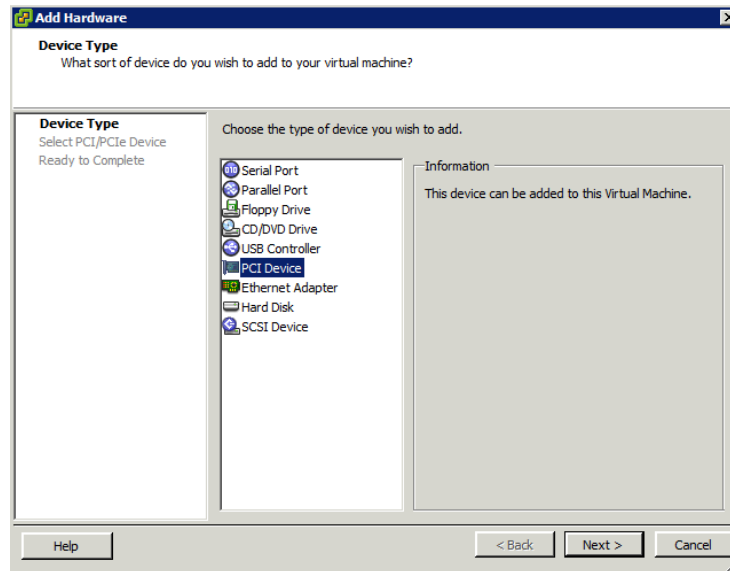 Add Hardware
Device Type
What sort of device do you wish to add to your virtual machine?
Device Type
Select PCI/PCIe Device
Ready to Complete
Choose the type of device you wish to add.
Serial Port
Parallel Port
Floppy Drive
CD/DVD Drive
USB Controller
PCI Device
Ethernet Adapter
Hard Disk
SCSI Device
Information
This device can be added to this Virtual Machine.
Help
< Back
Next >
Cancel